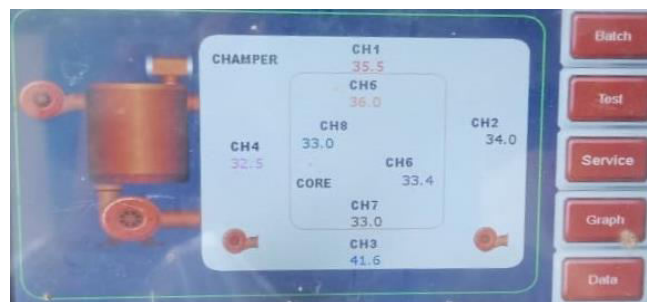 CHAMPER
CH1
35.5
CH6
36.0
CH8
33.0
CH2
34.0
CH4
32.5
CH6
33.4
CORE
CH7
33.0
CH3
41.6
Batch
Test
Service
Graph
Data